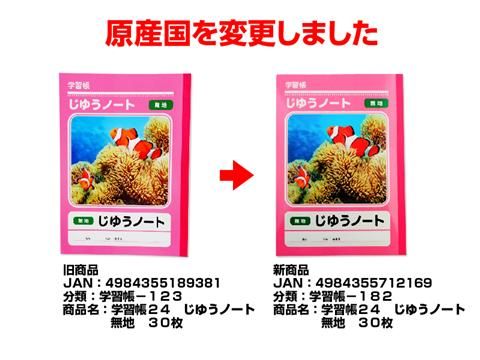 原産国を変更しました
学習帳
じゆうノート
無地
無地 じゆうノート
学習帳
じゆうノート
無地
無地 じゆうノート
旧商品
JAN：4984355189381
分類：学習帳－１２３
商品名：学習帳２４　じゆうノート
無地　３０枚
新商品
JAN：4984355712169
分類：学習帳－１８２
商品名：学習帳２４　じゆうノート
無地　３０枚